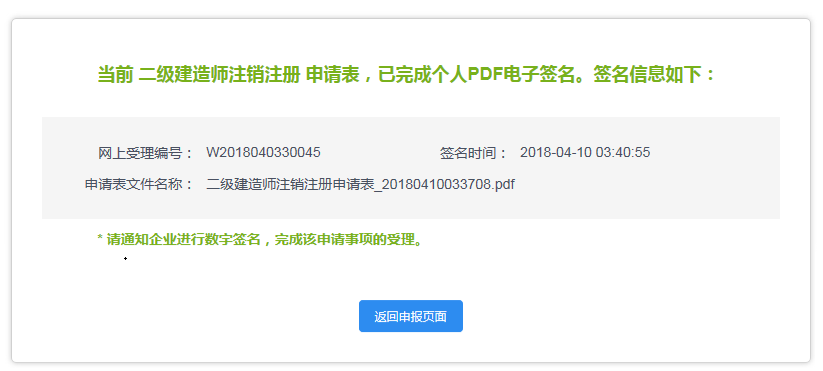 当前 二级建造师注销注册 申请表，已完成个人PDF电子签名。签名信息如下：
网上受理编号： W2018040330045 签名时间： 2018-04-10 03:40:55
申请表文件名称： 二级建造师注销注册申请表_20180410033708.pdf
* 请通知企业进行数字签名，完成该申请事项的受理。
返回申报页面